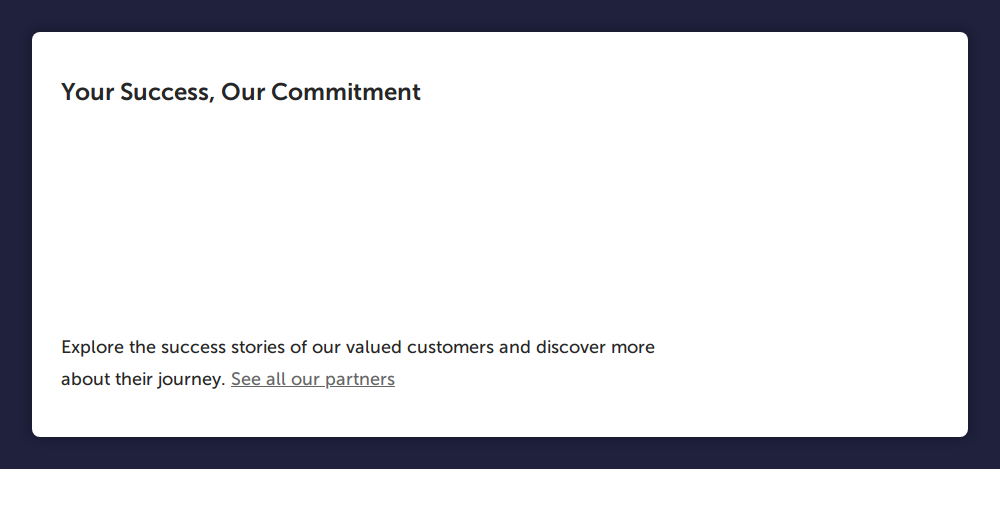 Your Success, Our Commitment
Explore the success stories of our valued customers and discover more
about their journey. See all our partners